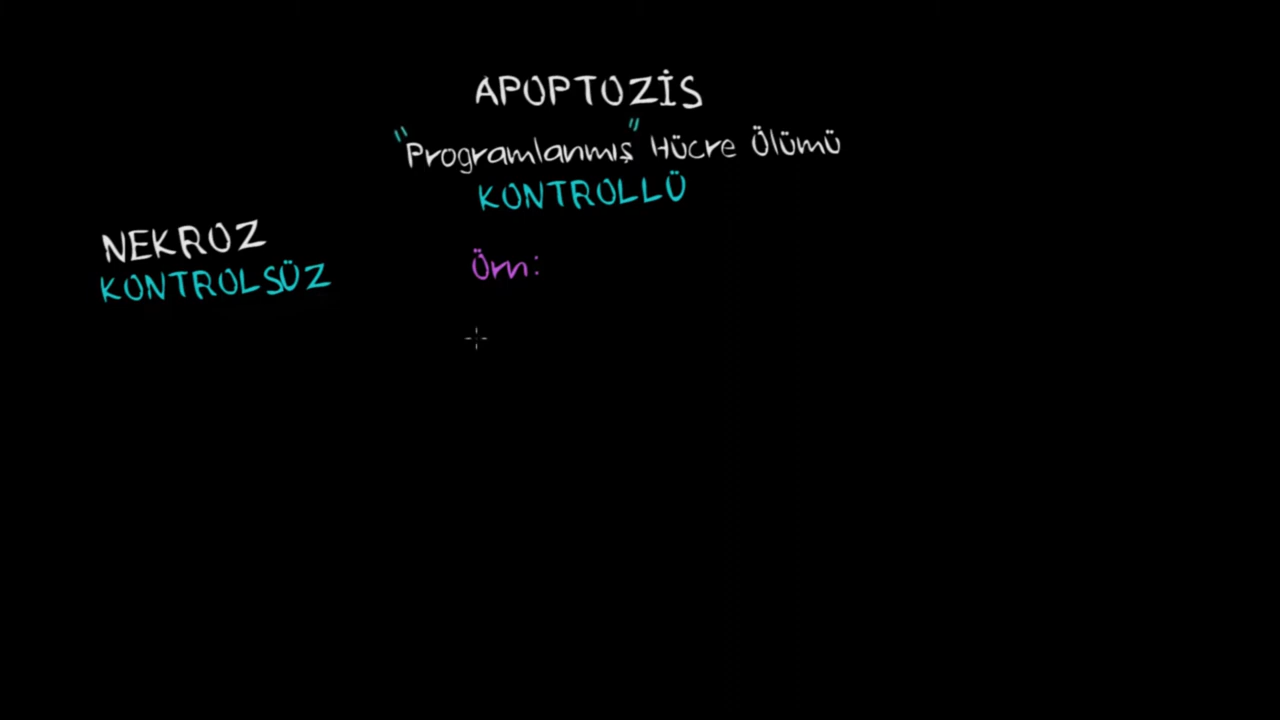 APOPTOZİS
"Programlanmış" Hücre Ölümü
KONTROLLÜ
NEKROZ
KONTROLSÜZ
Örn: